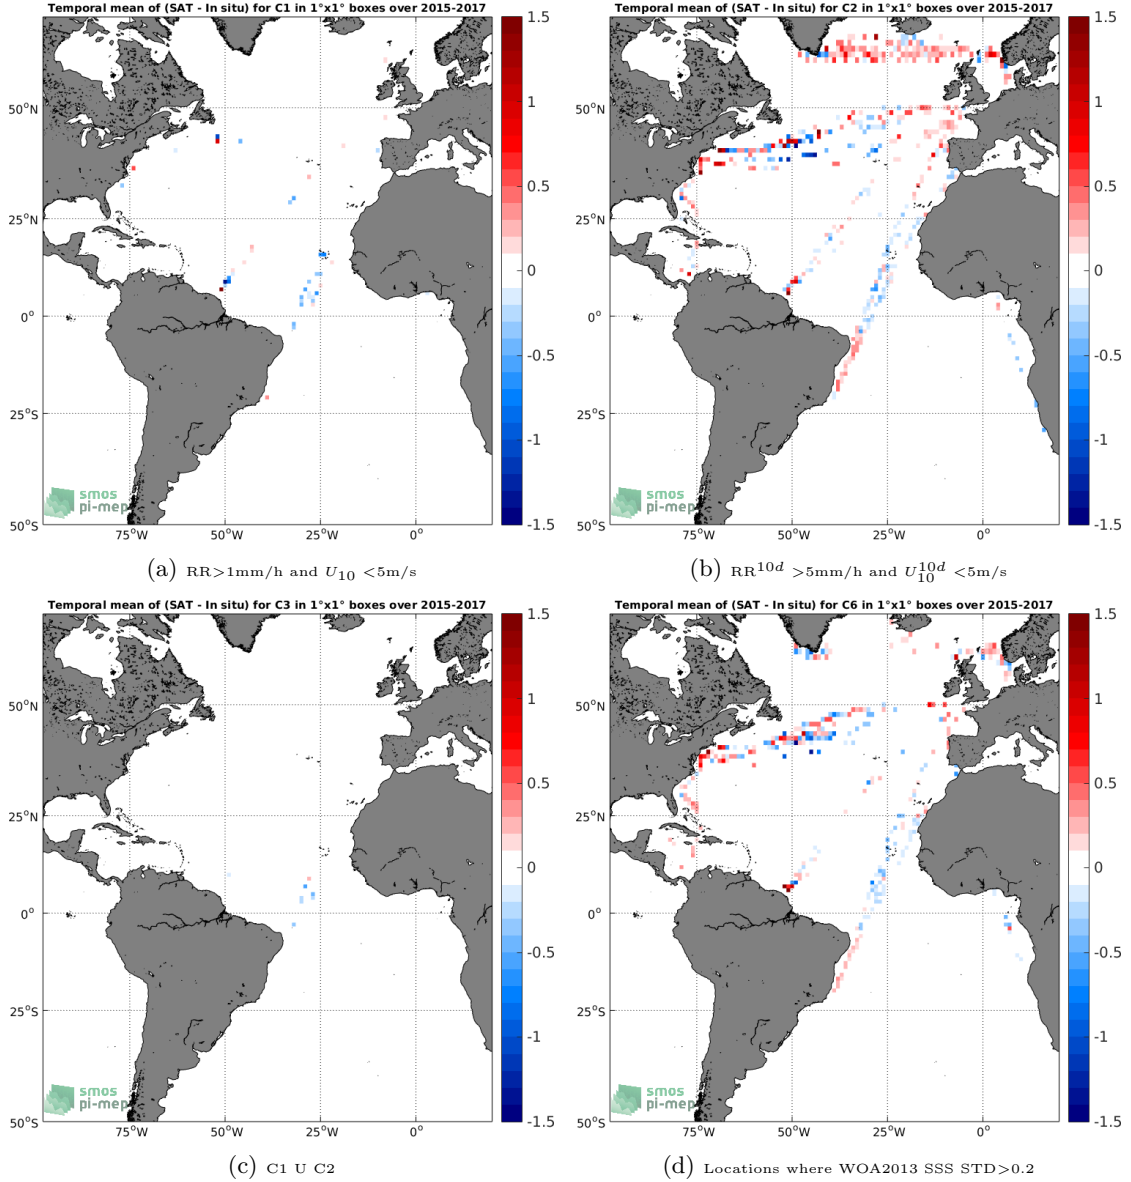 Temporal mean of (SAT - In situ) for C1 in 1°x1° boxes over 2015-2017
50°N
25°N
0°
25°S
50°S
75°W
50°W
25°W
0°
1.5
1
0.5
0
-0.5
-1
-1.5
smos
pi-mep
(a) RR>1mm/h and U10 <5m/s
Temporal mean of (SAT - In situ) for C2 in 1°x1° boxes over 2015-2017
50°N
25°N
0°
25°S
50°S
75°W
50°W
25°W
0°
1.5
1
0.5
0
-0.5
-1
-1.5
smos
pi-mep
(b) RR^10d >5mm/h and U10^10d <5m/s
Temporal mean of (SAT - In situ) for C3 in 1°x1° boxes over 2015-2017
50°N
25°N
0°
25°S
50°S
75°W
50°W
25°W
0°
1.5
1
0.5
0
-0.5
-1
-1.5
smos
pi-mep
(c) C1 U C2
Temporal mean of (SAT - In situ) for C6 in 1°x1° boxes over 2015-2017
50°N
25°N
0°
25°S
50°S
75°W
50°W
25°W
0°
1.5
1
0.5
0
-0.5
-1
-1.5
smos
pi-mep
(d) Locations where WOA2013 SSS STD>0.2